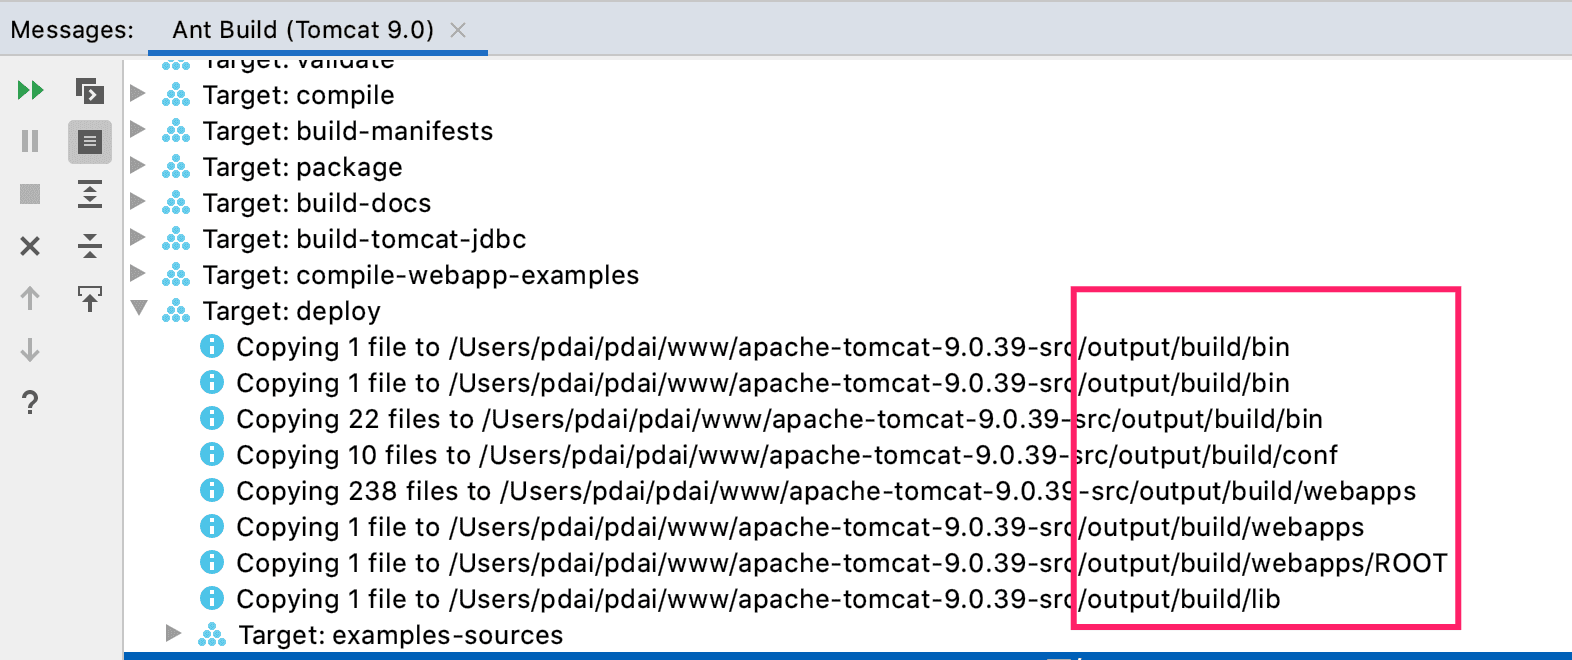 Messages: Ant Build (Tomcat 9.0)
Target: validate
Target: compile
Target: build-manifests
Target: package
Target: build-docs
Target: build-tomcat-jdbc
Target: compile-webapp-examples
Target: deploy
Copying 1 file to /Users/pdai/pdai/www/apache-tomcat-9.0.39-src/output/build/bin
Copying 1 file to /Users/pdai/pdai/www/apache-tomcat-9.0.39-src/output/build/bin
Copying 22 files to /Users/pdai/pdai/www/apache-tomcat-9.0.39-src/output/build/bin
Copying 10 files to /Users/pdai/pdai/www/apache-tomcat-9.0.39-src/output/build/conf
Copying 238 files to /Users/pdai/pdai/www/apache-tomcat-9.0.39-src/output/build/webapps
Copying 1 file to /Users/pdai/pdai/www/apache-tomcat-9.0.39-src/output/build/webapps
Copying 1 file to /Users/pdai/pdai/www/apache-tomcat-9.0.39-src/output/build/webapps/ROOT
Copying 1 file to /Users/pdai/pdai/www/apache-tomcat-9.0.39-src/output/build/lib
Target: examples-sources